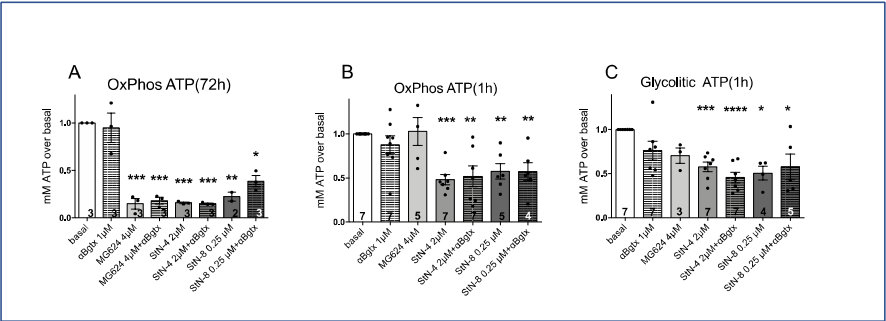 A
OxPhos ATP(72h)
mM ATP over basal
1.0
0.5
0.0
***
***
***
***
**
*
3
3
3
3
3
3
2
3
basal
αBgtx 1µM
MG624 4µM
MG624 4µM+αBgtx
StN-4 2µM
StN-4 2µM+αBgtx
StN-8 0.25 µM
StN-8 0.25 µM+αBgtx
B
OxPhos ATP(1h)
mM ATP over basal
1.0
0.5
0.0
***
**
**
**
7
7
5
7
7
5
4
basal
αBgtx 1µM
MG624 4µM
StN-4 2µM
StN-4 2µM+αBgtx
StN-8 0.25 µM
StN-8 0.25 µM+αBgtx
C
Glycolitic ATP(1h)
mM ATP over basal
1.0
0.5
0.0
***
****
*
*
7
7
3
7
7
4
5
basal
αBgtx 1µM
MG624 4µM
StN-4 2µM
StN-4 2µM+αBgtx
StN-8 0.25 µM
StN-8 0.25 µM+αBgtx